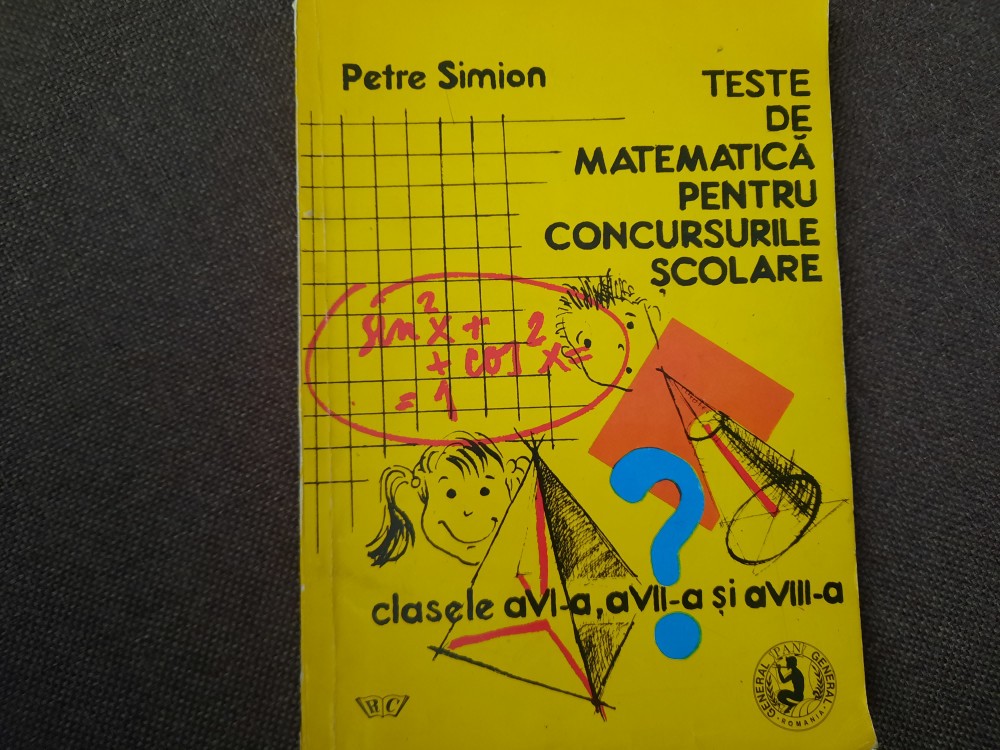 Petre Simion
TESTE
DE
MATEMATICĂ
PENTRU
CONCURSURILE
ȘCOLARE
sin²x +
+ cos²x =
= 1
clasele aVI-a, aVII-a și aVIII-a
RC
PAN
GENERAL GENERAL
· ROMANIA ·